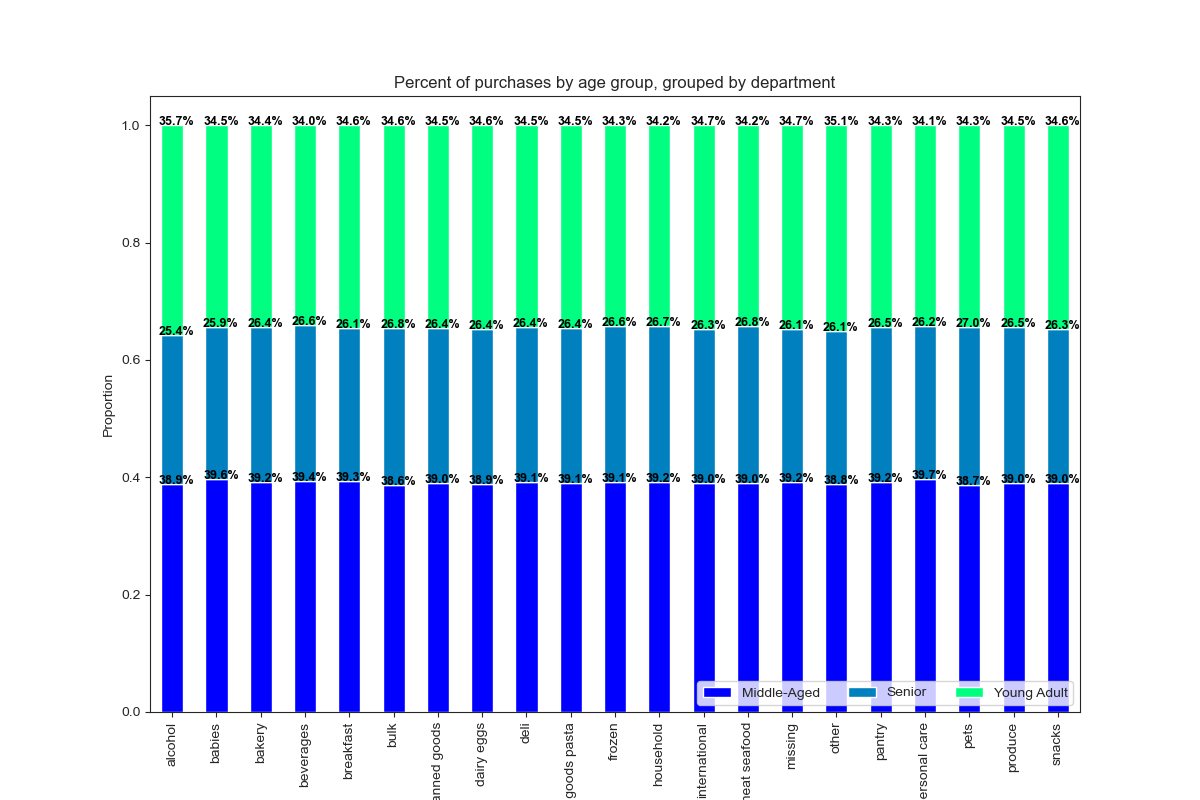 Percent of purchases by age group, grouped by department
35.7% 34.5% 34.4% 34.0% 34.6% 34.6% 34.5% 34.6% 34.5% 34.5% 34.3% 34.2% 34.7% 34.2% 34.7% 35.1% 34.3% 34.1% 34.3% 34.5% 34.6%
25.4% 25.9% 26.4% 26.6% 26.1% 26.8% 26.4% 26.4% 26.4% 26.4% 26.6% 26.7% 26.3% 26.8% 26.1% 26.1% 26.5% 26.2% 27.0% 26.5% 26.3%
38.9% 39.6% 39.2% 39.4% 39.3% 38.6% 39.0% 38.9% 39.1% 39.1% 39.1% 39.2% 39.0% 39.0% 39.2% 38.8% 39.2% 39.7% 38.7% 39.0% 39.0%
1.0
0.8
0.6
0.4
0.2
0.0
Proportion
Middle-Aged Senior Young Adult
alcohol
babies
bakery
beverages
breakfast
bulk
anned goods
dairy eggs
deli
goods pasta
frozen
household
international
neat seafood
missing
other
pantry
ersonal care
pets
produce
snacks